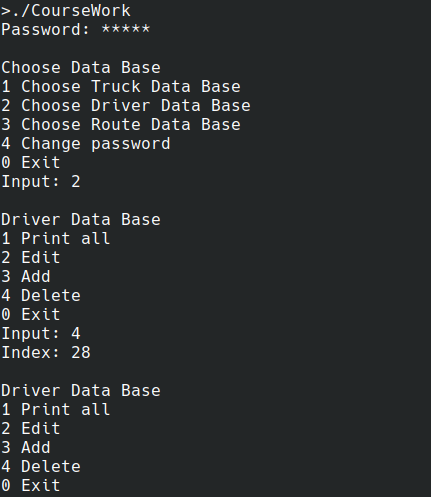 >./CourseWork
Password: *****
Choose Data Base
1 Choose Truck Data Base
2 Choose Driver Data Base
3 Choose Route Data Base
4 Change password
0 Exit
Input: 2
Driver Data Base
1 Print all
2 Edit
3 Add
4 Delete
0 Exit
Input: 4
Index: 28
Driver Data Base
1 Print all
2 Edit
3 Add
4 Delete
0 Exit